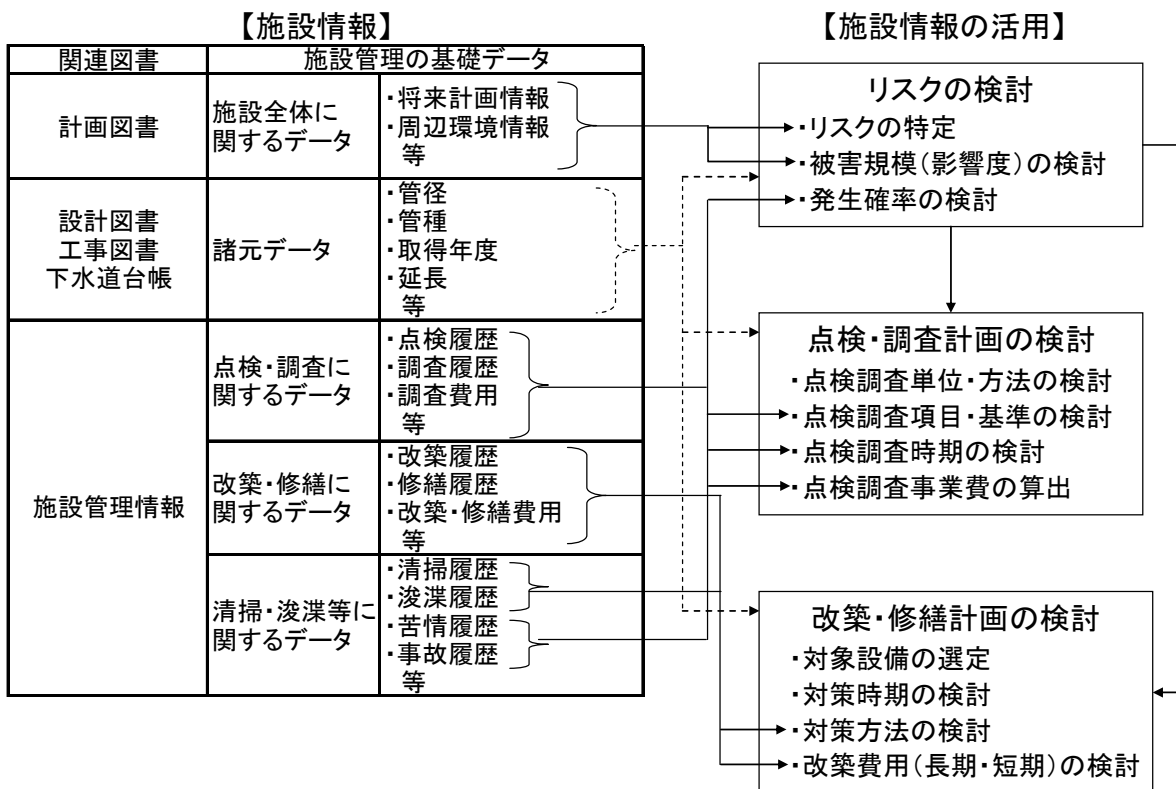 【施設情報】
関連図書
施設管理の基礎データ
計画図書
施設全体に
関するデータ
・将来計画情報
・周辺環境情報
等
設計図書
工事図書
下水道台帳
諸元データ
・管径
・管種
・取得年度
・延長
等
施設管理情報
点検・調査に
関するデータ
・点検履歴
・調査履歴
・調査費用
等
改築・修繕に
関するデータ
・改築履歴
・修繕履歴
・改築・修繕費用
等
清掃・浚渫等に
関するデータ
・清掃履歴
・浚渫履歴
・苦情履歴
・事故履歴
等
【施設情報の活用】
リスクの検討
・リスクの特定
・被害規模(影響度)の検討
・発生確率の検討
点検・調査計画の検討
・点検調査単位・方法の検討
・点検調査項目・基準の検討
・点検調査時期の検討
・点検調査事業費の算出
改築・修繕計画の検討
・対象設備の選定
・対策時期の検討
・対策方法の検討
・改築費用(長期・短期)の検討